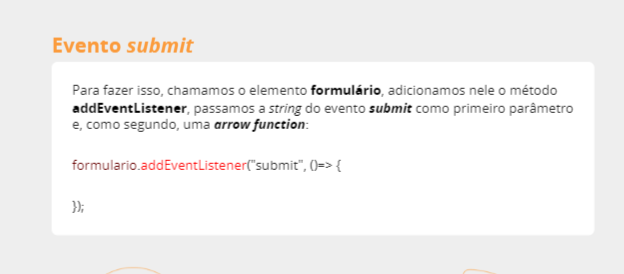 Evento submit
Para fazer isso, chamamos o elemento formulário, adicionamos nele o método
addEventListener, passamos a string do evento submit como primeiro parâmetro
e, como segundo, uma arrow function:
formulario.addEventListener("submit", ()=> {
});